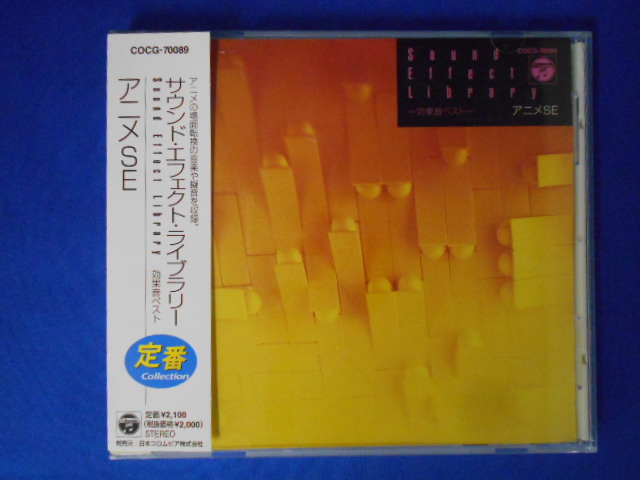 COCG-70089
アニメの場面転換の音楽や擬音を収録。
サウンド・エフェクト・ライブラリー
Sound Effect Library 効果音ベスト
アニメSE
定番
Collection
定価¥2,100
(税抜価格¥2,000)
STEREO
発売元:日本コロムビア株式会社
Sound
Effect
Library
COCG-70089
─効果音ベスト─
アニメSE